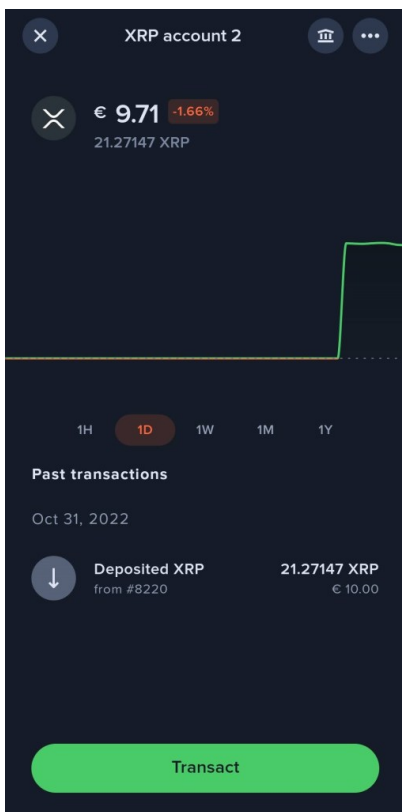 XRP account 2
€ 9.71 -1.66%
21.27147 XRP
1H 1D 1W 1M 1Y
Past transactions
Oct 31, 2022
Deposited XRP 21.27147 XRP
from #8220 € 10.00
Transact